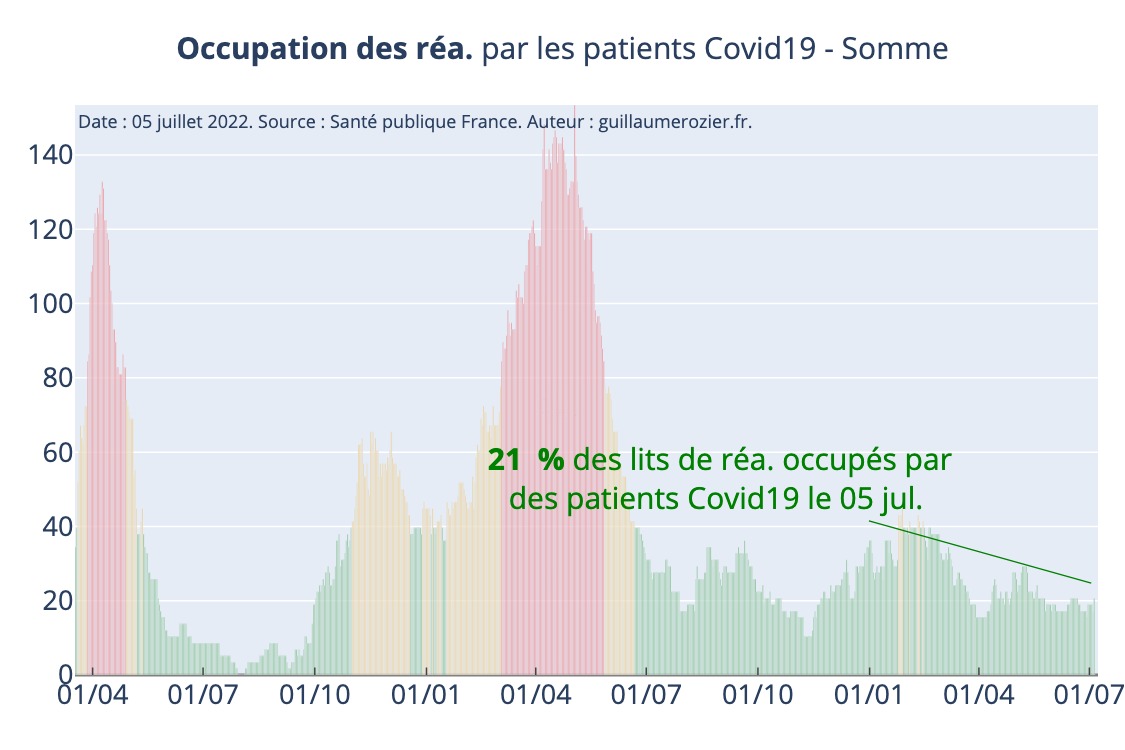 Occupation des réa. par les patients Covid19 - Somme
Date : 05 juillet 2022. Source : Santé publique France. Auteur : guillaumerozier.fr.
140
120
100
80
60
40
20
0
21 % des lits de réa. occupés par
des patients Covid19 le 05 jul.
01/04 01/07 01/10 01/01 01/04 01/07 01/10 01/01 01/04 01/07